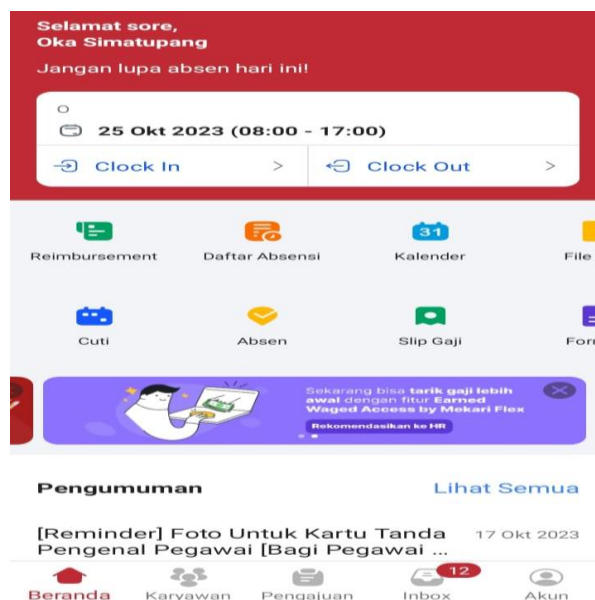 Selamat sore,
Oka Simatupang
Jangan lupa absen hari ini!
O
25 Okt 2023 (08:00 - 17:00)
Clock In >
Clock Out >
Reimbursement
Daftar Absensi
31
Kalender
File
Cuti
Absen
Slip Gaji
For
Sekarang bisa tarik gaji lebih
awal dengan fitur Earned
Waged Access by Mekari Flex
Rekomendasikan ke HR
Pengumuman
Lihat Semua
[Reminder] Foto Untuk Kartu Tanda
Pengenal Pegawai [Bagi Pegawai ...
17 Okt 2023
12
Beranda
Karyawan
Pengajuan
Inbox
Akun